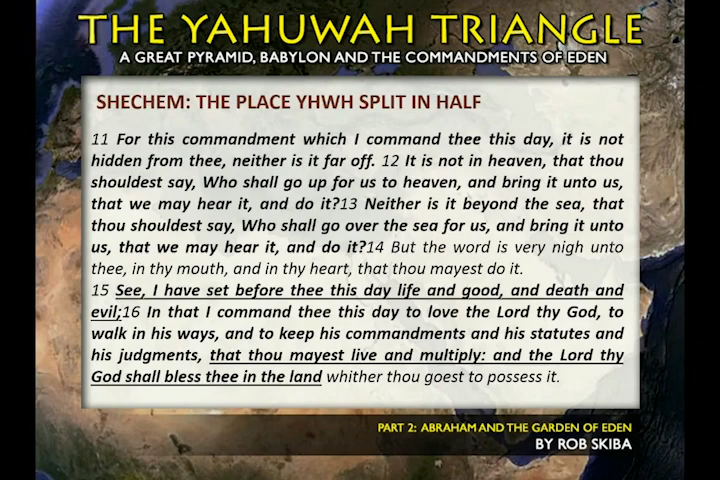 THE YAHUWAH TRIANGLE
A GREAT PYRAMID, BABYLON AND THE COMMANDMENTS OF EDEN
SHECHEM: THE PLACE YHWH SPLIT IN HALF
11 For this commandment which I command thee this day, it is not
hidden from thee, neither is it far off. 12 It is not in heaven, that thou
shouldest say, Who shall go up for us to heaven, and bring it unto us,
that we may hear it, and do it?13 Neither is it beyond the sea, that
thou shouldest say, Who shall go over the sea for us, and bring it unto
us, that we may hear it, and do it?14 But the word is very nigh unto
thee, in thy mouth, and in thy heart, that thou mayest do it.
15 See, I have set before thee this day life and good, and death and
evil;16 In that I command thee this day to love the Lord thy God, to
walk in his ways, and to keep his commandments and his statutes and
his judgments, that thou mayest live and multiply: and the Lord thy
God shall bless thee in the land whither thou goest to possess it.
PART 2: ABRAHAM AND THE GARDEN OF EDEN
BY ROB SKIBA